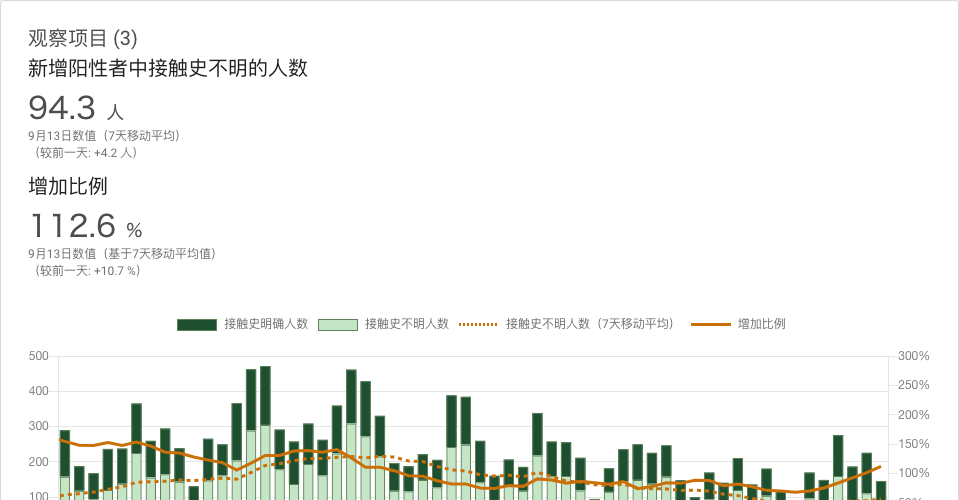 观察项目 (3)
新增阳性者中接触史不明的人数
94.3 人
9月13日数值（7天移动平均）
（较前一天: +4.2 人）
增加比例
112.6 %
9月13日数值（基于7天移动平均值）
（较前一天: +10.7 %）
接触史明确人数 接触史不明人数 接触史不明人数（7天移动平均） 增加比例
500 300%
400 250%
300 200%
200 150%
100 100%